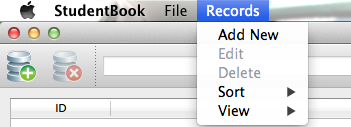 StudentBook File Records
Add New
Edit
Delete
Sort
View
ID